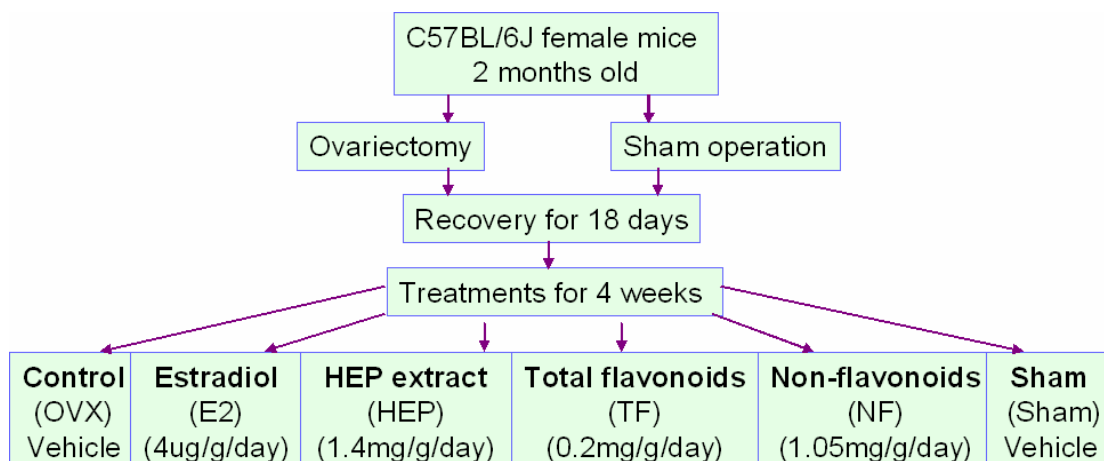 C57BL/6J female mice
2 months old
Ovariectomy
Sham operation
Recovery for 18 days
Treatments for 4 weeks
Control
(OVX)
Vehicle
Estradiol
(E2)
(4ug/g/day)
HEP extract
(HEP)
(1.4mg/g/day)
Total flavonoids
(TF)
(0.2mg/g/day)
Non-flavonoids
(NF)
(1.05mg/g/day)
Sham
(Sham)
Vehicle